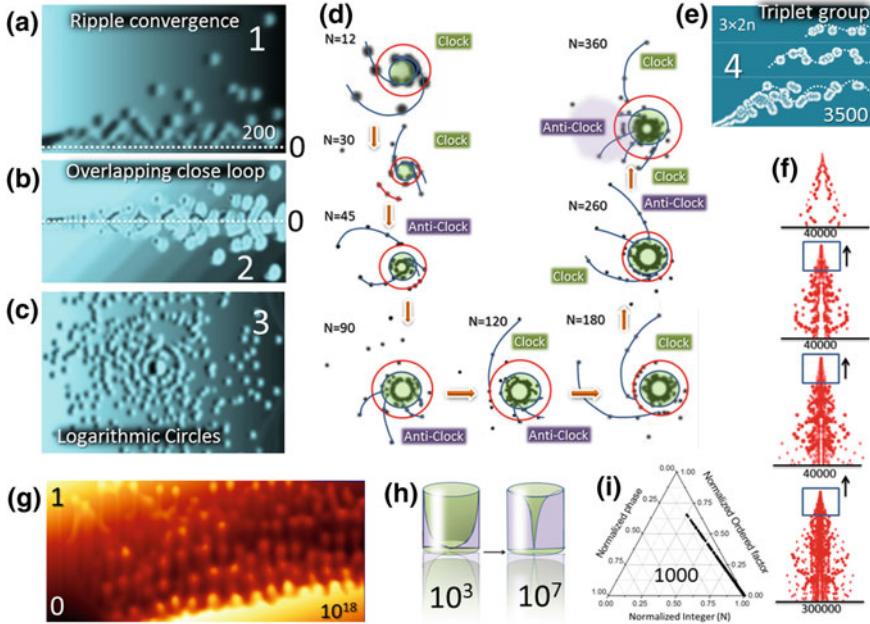 (a)
Ripple convergence
1
200
0
(b)
Overlapping close loop
0
2
(c)
3
Logarithmic Circles
(d)
N=12
Clock
N=30
Clock
N=45
Anti-Clock
N=90
Anti-Clock
N=120
Clock
Anti-Clock
N=180
Clock
N=260
Anti-Clock
Clock
N=360
Clock
Anti-Clock
Clock
(e)
Triplet group
3×2n
4
3500
(f)
40000
40000
40000
300000
(g)
1
0
10¹⁸
(h)
10³
10⁷
(i)
0.00
1.00
0.25
0.75
0.50
0.50
0.75
0.25
1.00
0.00
0.00
0.25
0.50
0.75
1.00
Normalized phase
Normalized Ordered factor
1000
Normalized Integer (N)